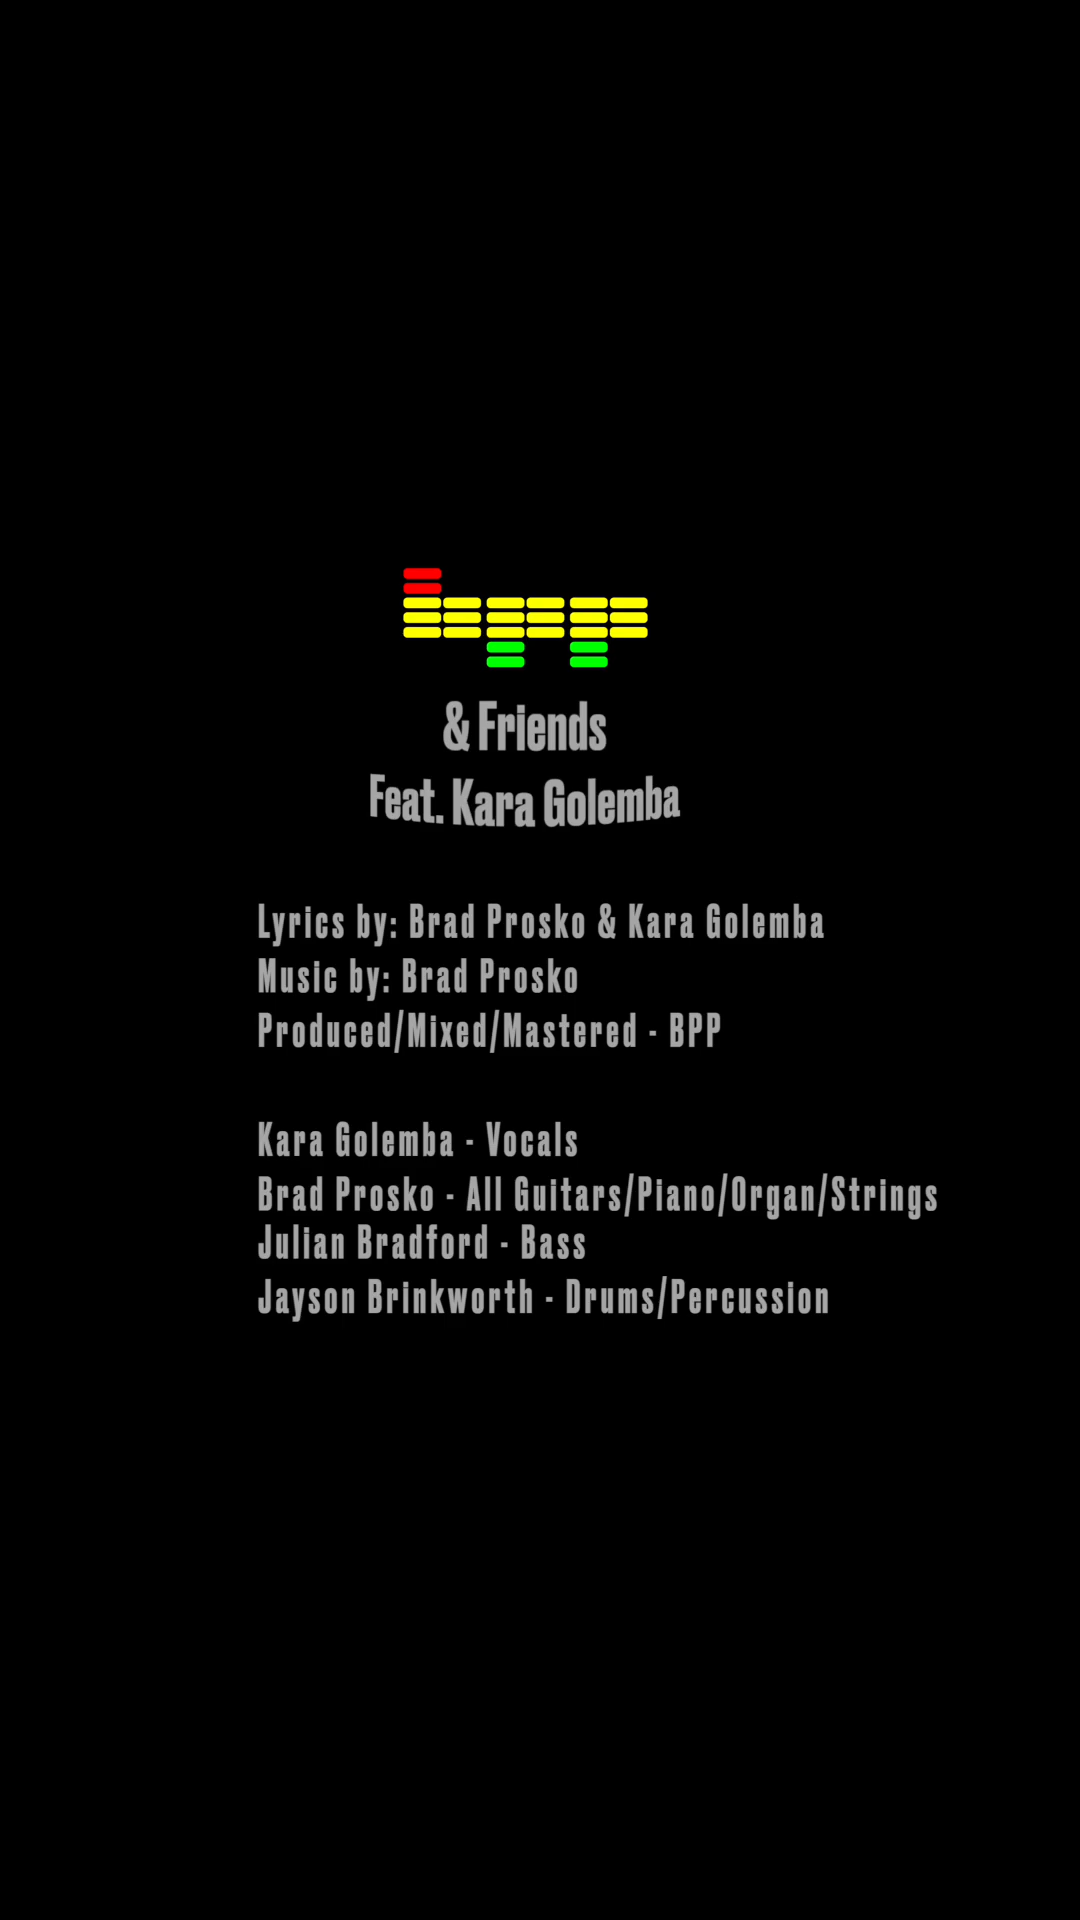 bpp
& Friends
Feat. Kara Golemba
Lyrics by: Brad Prosko & Kara Golemba
Music by: Brad Prosko
Produced/Mixed/Mastered - BPP
Kara Golemba - Vocals
Brad Prosko - All Guitars/Piano/Organ/Strings
Julian Bradford - Bass
Jayson Brinkworth - Drums/Percussion